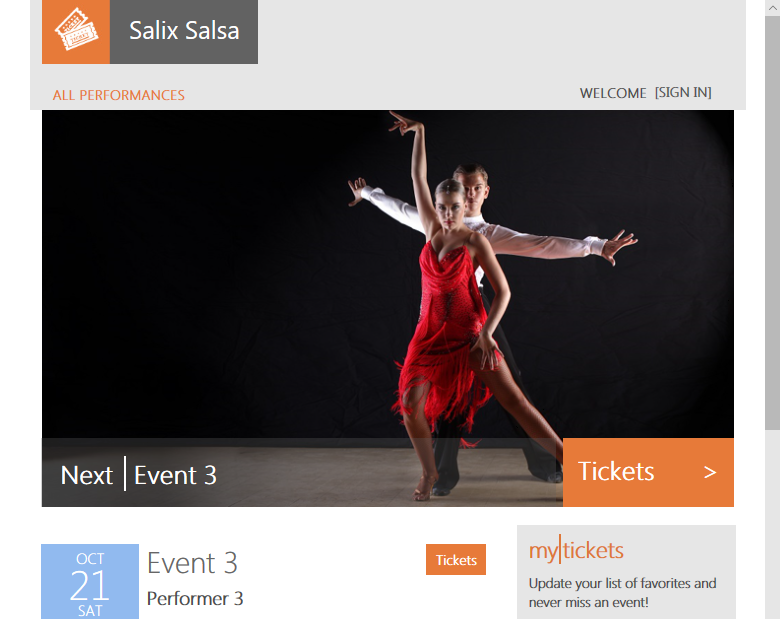 Salix Salsa
ALL PERFORMANCES
WELCOME [SIGN IN]
Next | Event 3
Tickets >
OCT
21
SAT
Event 3
Performer 3
Tickets
my|tickets
Update your list of favorites and
never miss an event!